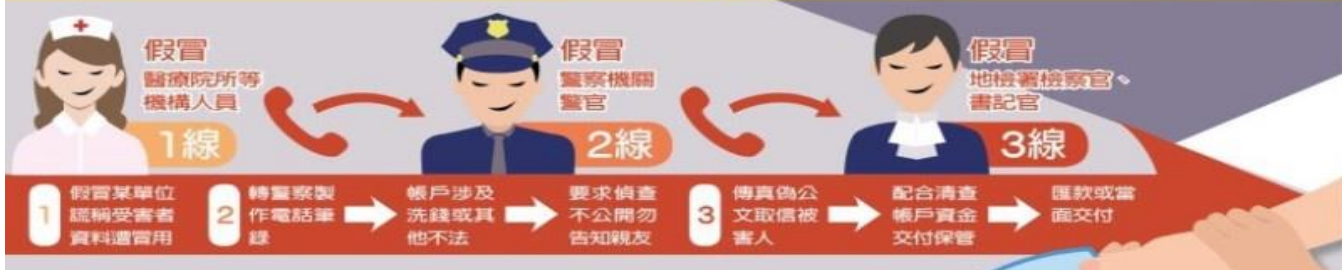 假冒
醫療院所等
機構人員
1線
假冒
警察機關
警官
2線
假冒
地檢署檢察官、
書記官
3線
1
假冒某單位
謊稱受害者
資料遭冒用
2
轉警察製
作電話筆
錄
帳戶涉及
洗錢或其
他不法
要求偵查
不公開勿
告知親友
3
傳真偽公
文取信被
害人
配合清查
帳戶資金
交付保管
匯款或當
面交付